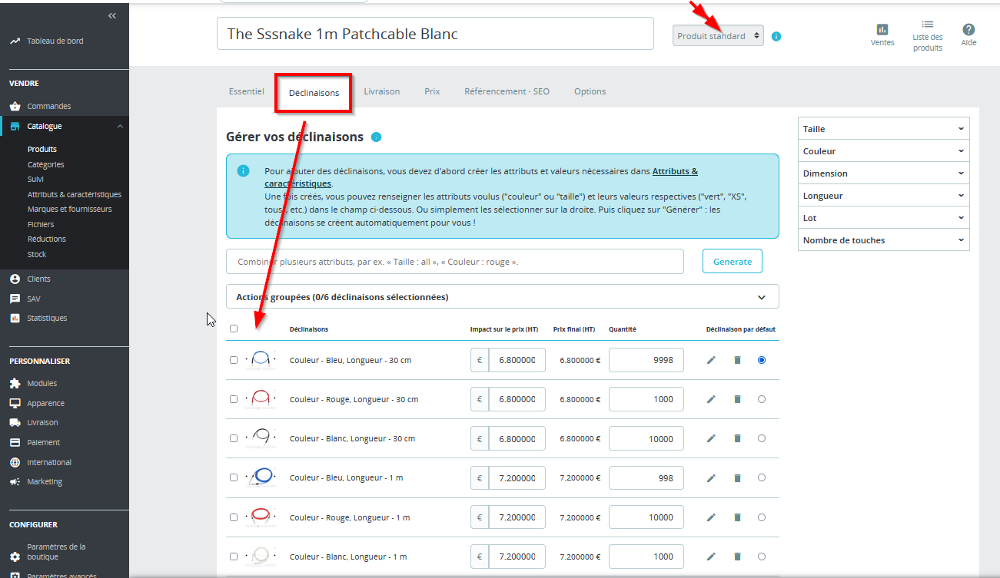 Tableau de bord
VENDRE
Commandes
Catalogue
Produits
Catégories
Suivi
Attributs & caractéristiques
Marques et fournisseurs
Fichiers
Réductions
Stock
Clients
SAV
Statistiques
PERSONNALISER
Modules
Apparence
Livraison
Paiement
International
Marketing
CONFIGURER
Paramètres de la
boutique
Paramètres avancés
The Sssnake 1m Patchcable Blanc
Produit standard
Ventes
Liste des
produits
Aide
Essentiel Déclinaisons Livraison Prix Référencement - SEO Options
Gérer vos déclinaisons
Pour ajouter des déclinaisons, vous devez d'abord créer les attributs et valeurs nécessaires dans Attributs &
caractéristiques.
Une fois créés, vous pouvez renseigner les attributs voulus ("couleur" ou "taille") et leurs valeurs respectives ("vert", "XS",
tous", etc.) dans le champ ci-dessous. Ou simplement les sélectionner sur la droite. Puis cliquez sur "Générer" : les
déclinaisons se créent automatiquement pour vous !
Combiner plusieurs attributs, par ex. « Taille : all », « Couleur : rouge ».
Generate
Actions groupées (0/6 déclinaisons sélectionnées)
Déclinaisons Impact sur le prix (HT) Prix final (HT) Quantité Déclinaison par défaut
Couleur - Bleu, Longueur - 30 cm € 6.800000 6.800000 € 9998
Couleur - Rouge, Longueur - 30 cm € 6.800000 6.800000 € 1000
Couleur - Blanc, Longueur - 30 cm € 6.800000 6.800000 € 10000
Couleur - Bleu, Longueur - 1 m € 7.200000 7.200000 € 998
Couleur - Rouge, Longueur - 1 m € 7.200000 7.200000 € 10000
Couleur - Blanc, Longueur - 1 m € 7.200000 7.200000 € 1000
Taille
Couleur
Dimension
Longueur
Lot
Nombre de touches